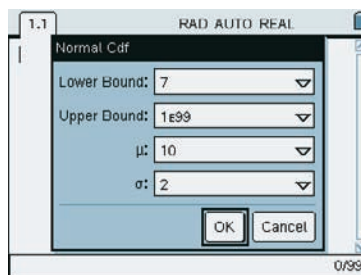 1.1 RAD AUTO REAL
Normal Cdf
Lower Bound: 7
Upper Bound: 1E99
μ: 10
σ: 2
OK Cancel
0/99